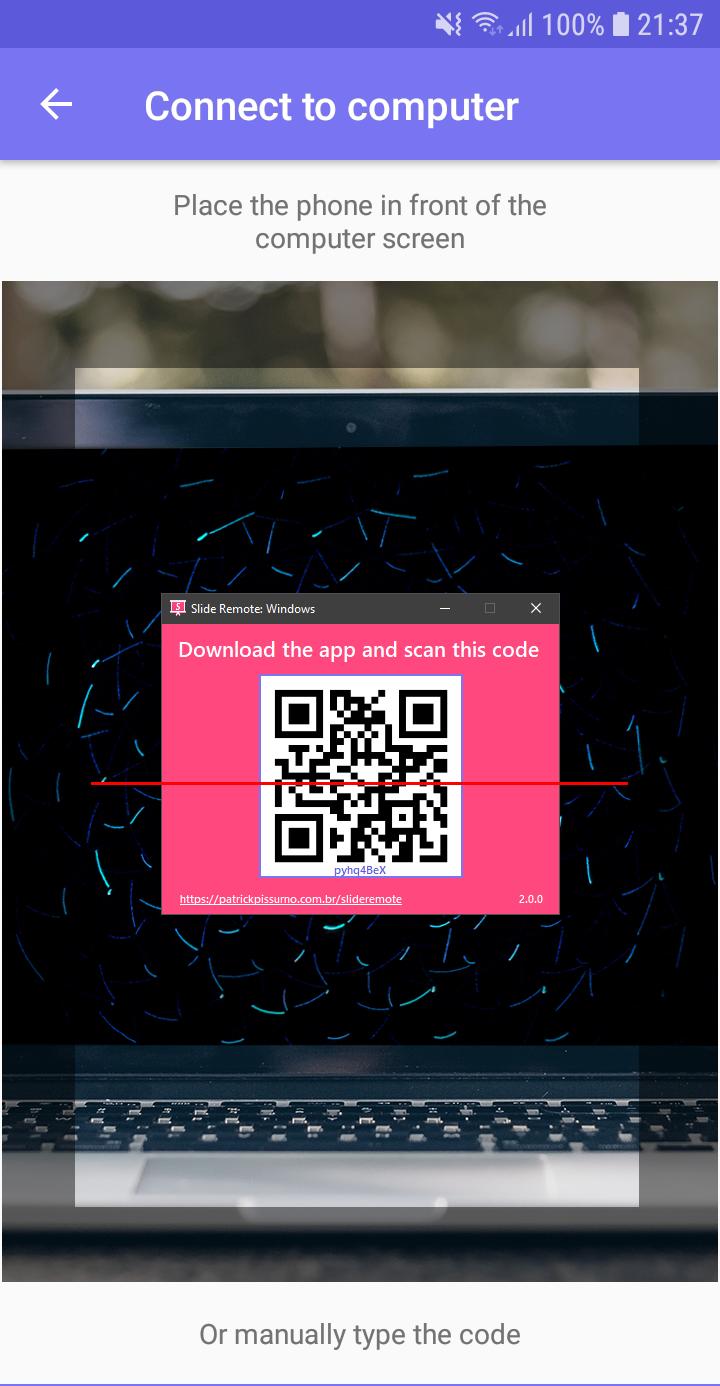 100% 21:37
Connect to computer
Place the phone in front of the
computer screen
Slide Remote: Windows
Download the app and scan this code
pyhq4BeX
https://patrickpissurno.com.br/slideremote 2.0.0
Or manually type the code